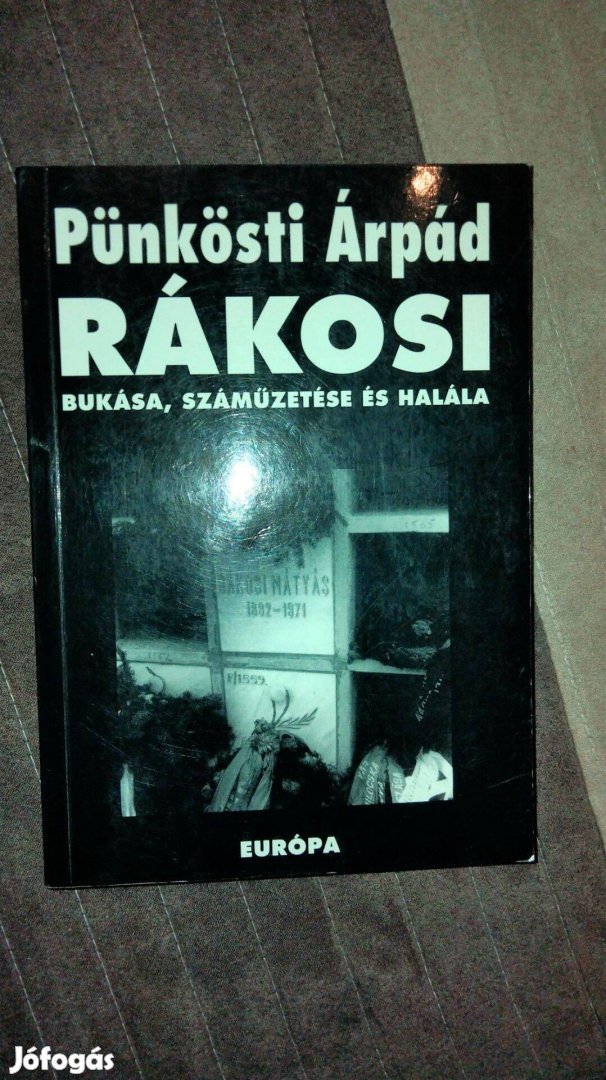 Pünkösti Árpád
RÁKOSI
BUKÁSA, SZÁMŰZETÉSE ÉS HALÁLA
RÁKOSI MÁTYÁS
1892-1971
EURÓPA
Jófogás